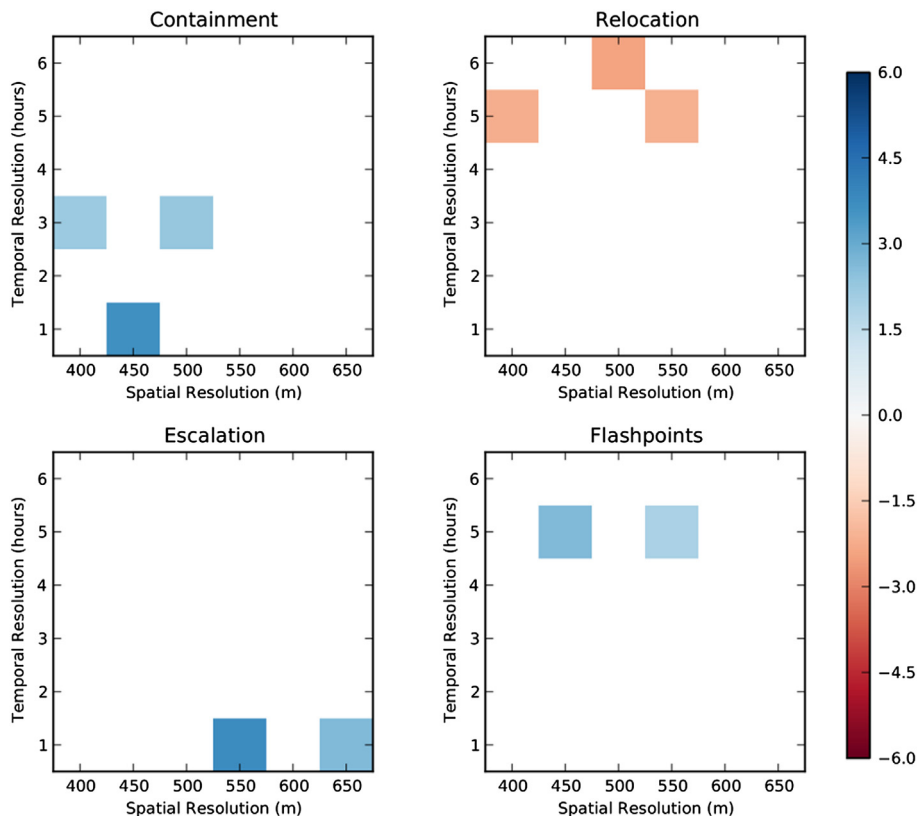 Containment
Relocation
Temporal Resolution (hours)
6
5
4
3
2
1
400 450 500 550 600 650
Spatial Resolution (m)
Temporal Resolution (hours)
6
5
4
3
2
1
400 450 500 550 600 650
Spatial Resolution (m)
Escalation
Flashpoints
Temporal Resolution (hours)
6
5
4
3
2
1
400 450 500 550 600 650
Spatial Resolution (m)
Temporal Resolution (hours)
6
5
4
3
2
1
400 450 500 550 600 650
Spatial Resolution (m)
6.0
4.5
3.0
1.5
0.0
−1.5
−3.0
−4.5
−6.0